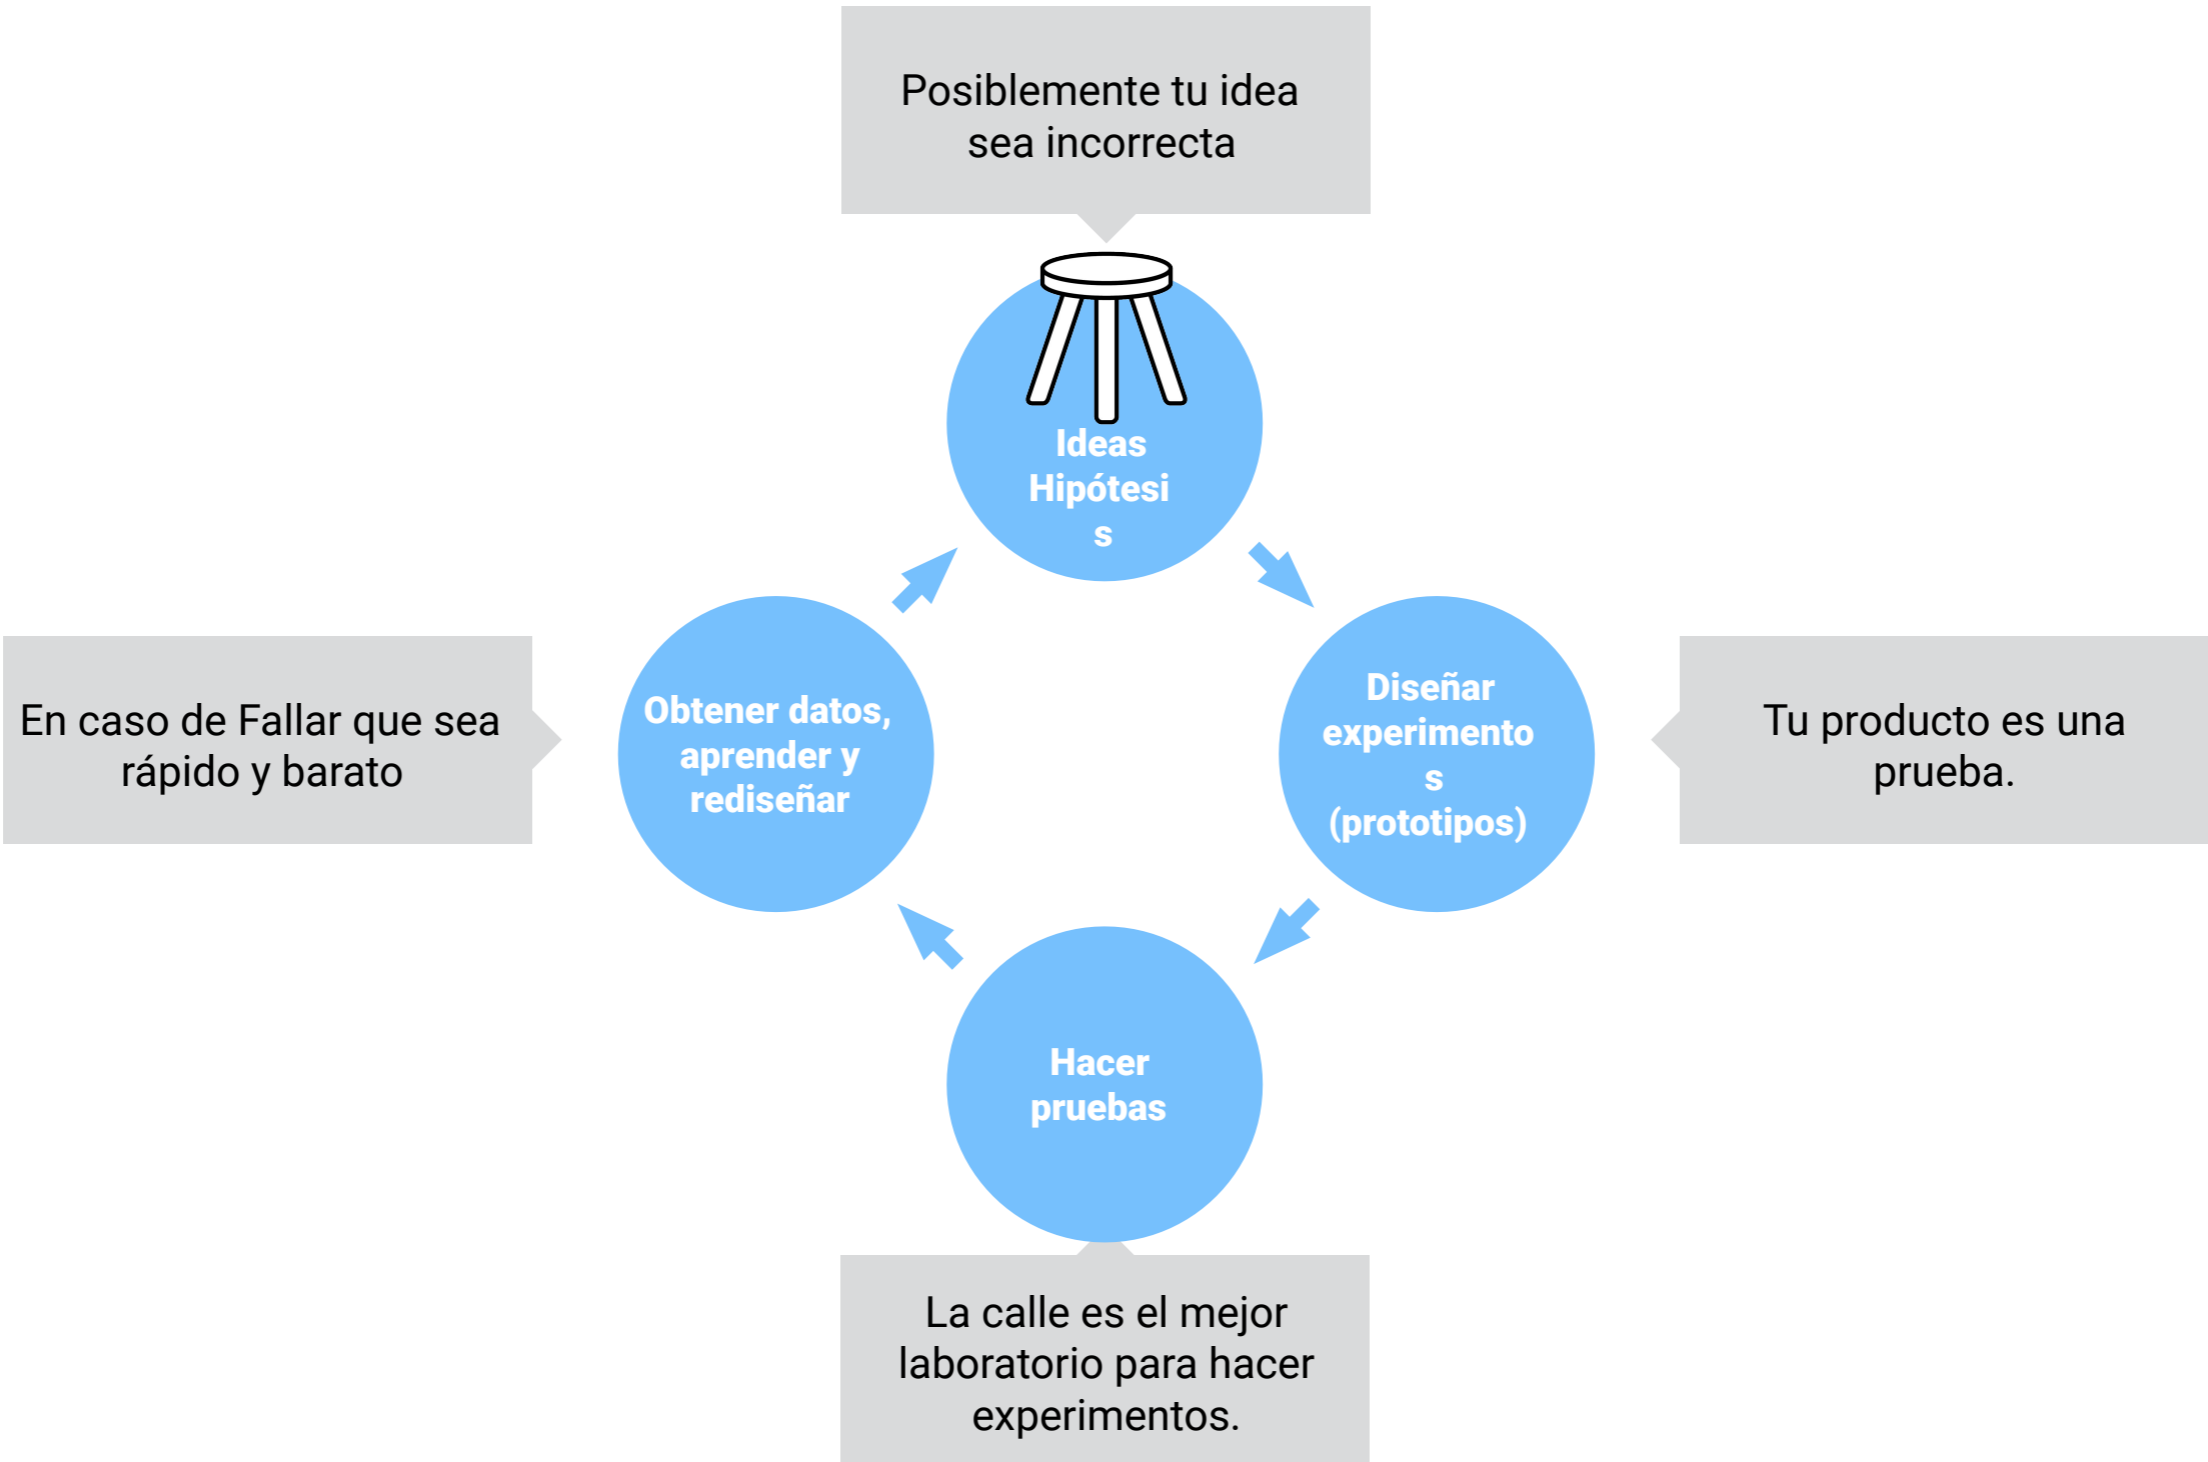 Posiblemente tu idea
sea incorrecta
Ideas
Hipótesi
s
En caso de Fallar que sea
rápido y barato
Obtener datos,
aprender y
rediseñar
Diseñar
experimento
s
(prototipos)
Tu producto es una
prueba.
Hacer
pruebas
La calle es el mejor
laboratorio para hacer
experimentos.